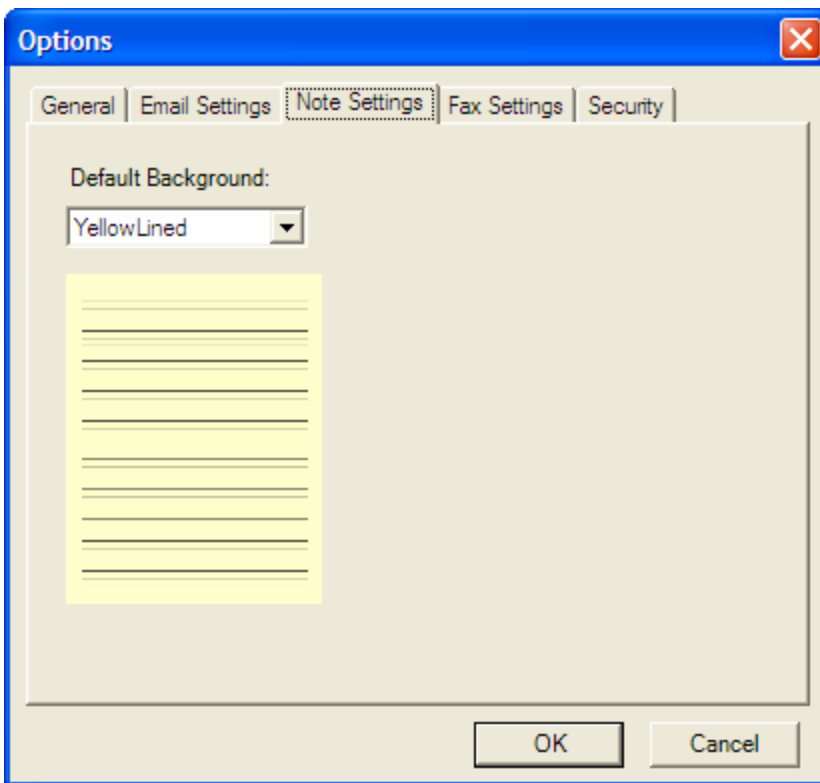 Options
General Email Settings Note Settings Fax Settings Security
Default Background:
YellowLined
OK Cancel